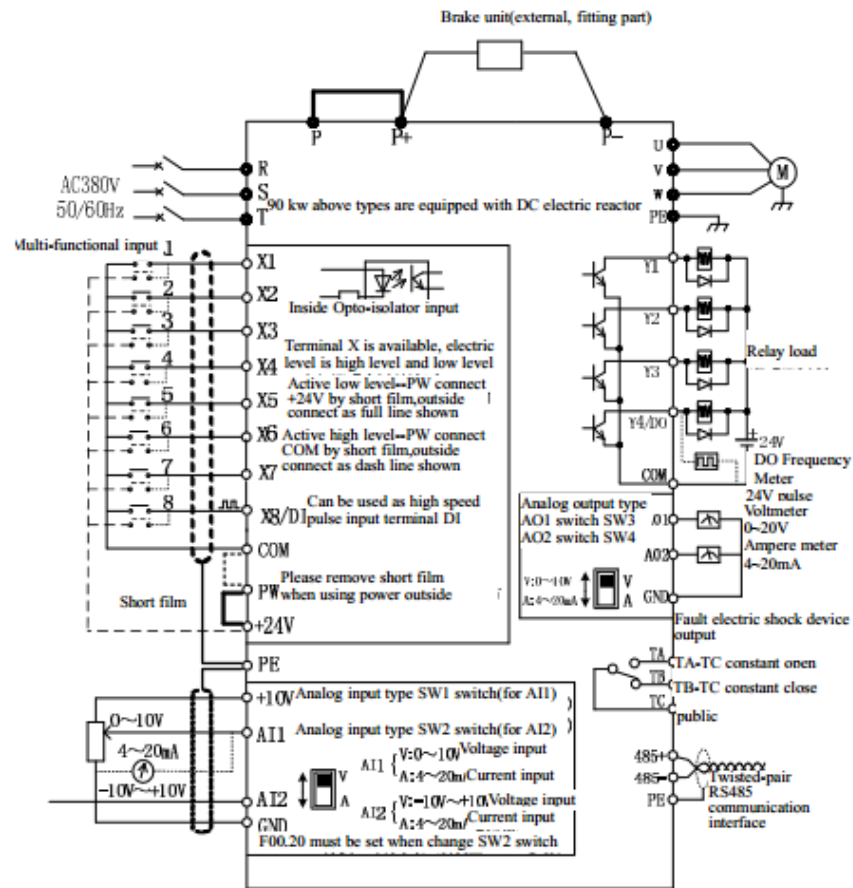 Brake unit(external, fitting part)
P
P+
P-
R
S
T
AC380V
50/60Hz
90 kw above types are equipped with DC electric reactor
U
V
W
PE
M
Multi-functional input
1
X1
2
X2
3
X3
4
X4
5
X5
6
X6
7
X7
8
X8/DI
COM
PW
+24V
PE
Short film
Inside Opto-isolator input
Terminal X is available, electric
level is high level and low level
Active low level--PW connect
+24V by short film,outside
connect as full line shown
Active high level--PW connect
COM by short film,outside
connect as dash line shown
Can be used as high speed
pulse input terminal DI
Please remove short film
when using power outside
Y1
Y2
Y3
Y4/DO
COM
Relay load
24V
DO Frequency
Meter
24V pulse
Voltmeter
0~20V
Ampere meter
4~20mA
Analog output type
AO1 switch SW3
AO2 switch SW4
V:0~10V
A:4~20mA
V
A
O1
AO2
GND
Fault electric shock device
output
TA
TA-TC constant open
TB
TB-TC constant close
TC
public
485+
485-
PE
Twisted-pair
RS485
communication
interface
+10V
0~10V
AI1
4~20mA
-10V~+10V
AI2
GND
Analog input type SW1 switch(for AI1)
Analog input type SW2 switch(for AI2)
V
A
AI1
V:0~10V Voltage input
A:4~20m/Current input
AI2
V:-10V~+10V Voltage input
A:4~20m/Current input
F00.20 must be set when change SW2 switch